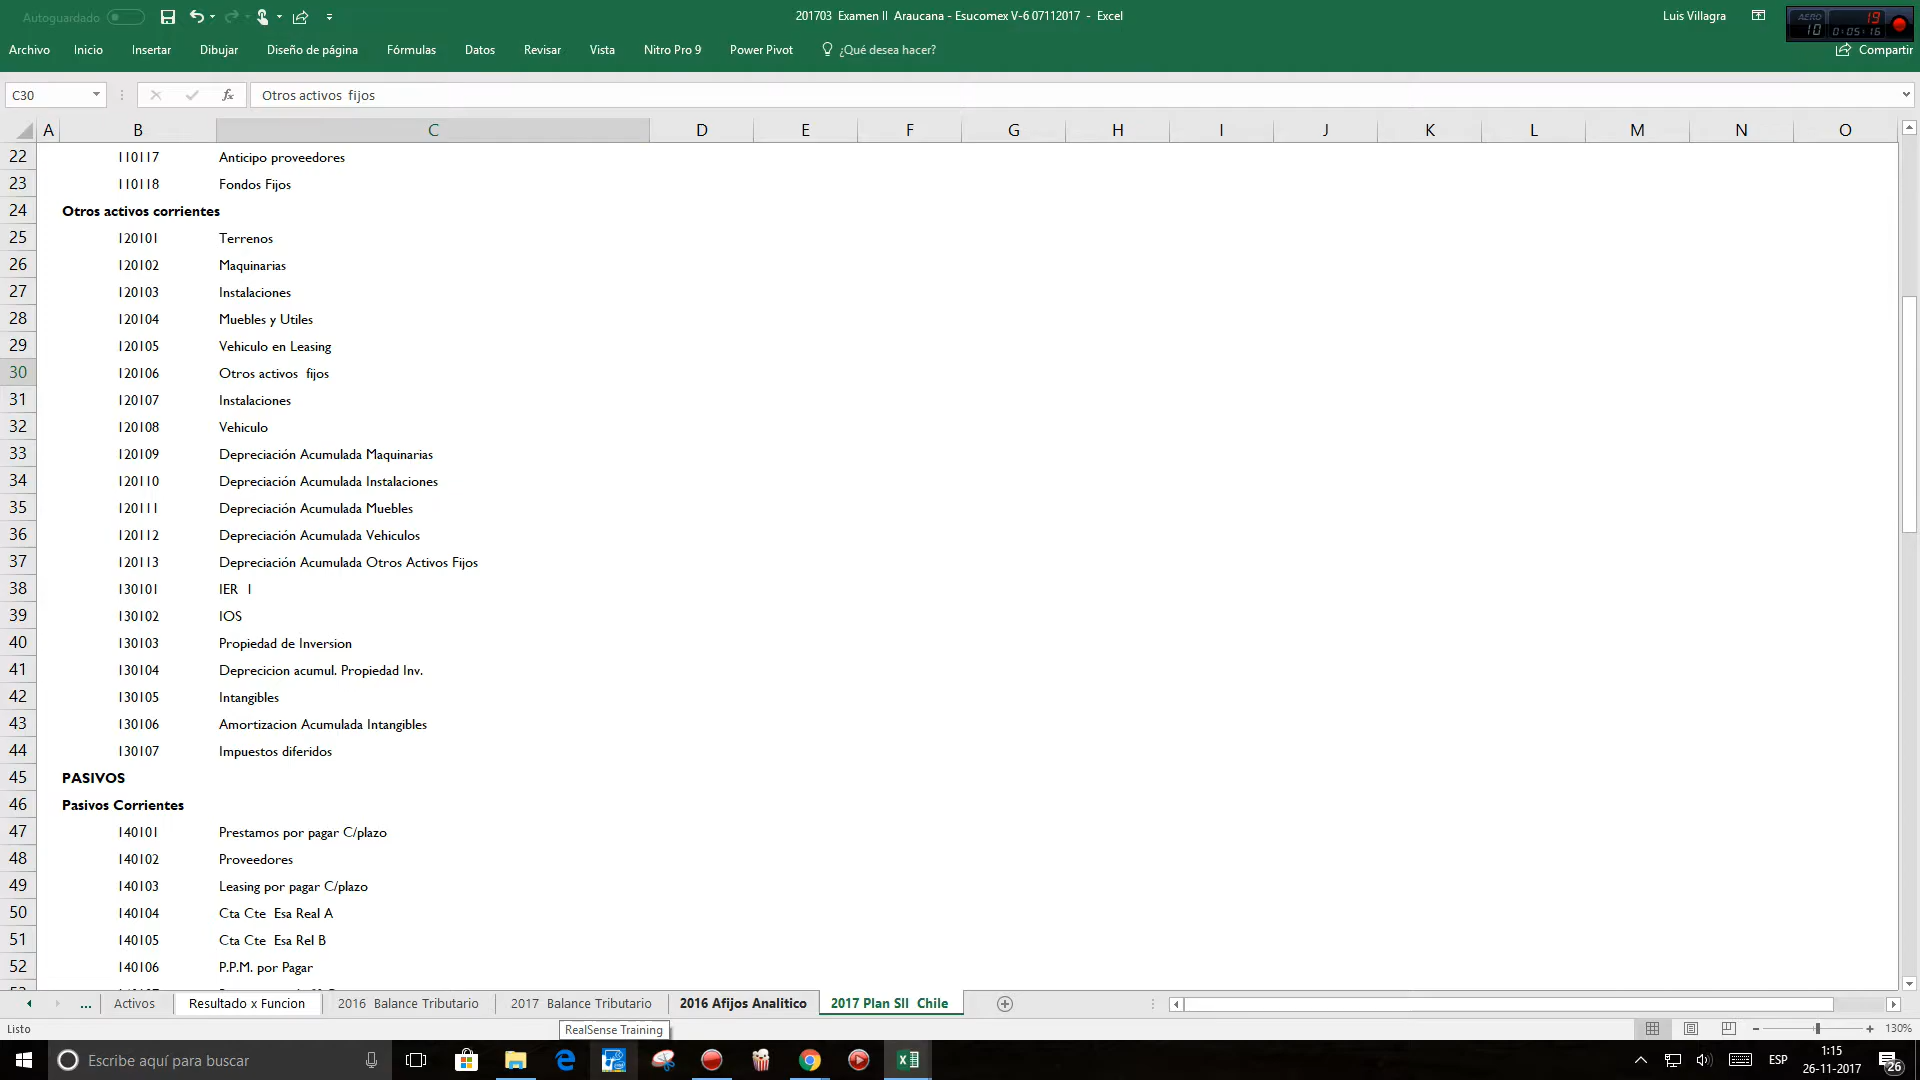 Autoguardado
201703 Examen II Araucana - Esucomex V-6 07112017 - Excel
Luis Villagra
AERO 19
10 0:05:16
Archivo Inicio Insertar Dibujar Diseño de página Fórmulas Datos Revisar Vista Nitro Pro 9 Power Pivot ¿Qué desea hacer? Compartir
C30 fx Otros activos fijos
A B C D E F G H I J K L M N O
22 110117 Anticipo proveedores
23 110118 Fondos Fijos
24 Otros activos corrientes
25 120101 Terrenos
26 120102 Maquinarias
27 120103 Instalaciones
28 120104 Muebles y Utiles
29 120105 Vehiculo en Leasing
30 120106 Otros activos fijos
31 120107 Instalaciones
32 120108 Vehiculo
33 120109 Depreciación Acumulada Maquinarias
34 120110 Depreciación Acumulada Instalaciones
35 120111 Depreciación Acumulada Muebles
36 120112 Depreciación Acumulada Vehiculos
37 120113 Depreciación Acumulada Otros Activos Fijos
38 130101 IER 1
39 130102 IOS
40 130103 Propiedad de Inversion
41 130104 Deprecicion acumul. Propiedad Inv.
42 130105 Intangibles
43 130106 Amortizacion Acumulada Intangibles
44 130107 Impuestos diferidos
45 PASIVOS
46 Pasivos Corrientes
47 140101 Prestamos por pagar C/plazo
48 140102 Proveedores
49 140103 Leasing por pagar C/plazo
50 140104 Cta Cte Esa Real A
51 140105 Cta Cte Esa Rel B
52 140106 P.P.M. por Pagar
... Activos Resultado x Funcion 2016 Balance Tributario 2017 Balance Tributario 2016 Afijos Analitico 2017 Plan SII Chile
Listo RealSense Training 130%
Escribe aquí para buscar ESP 1:15
26-11-2017 26